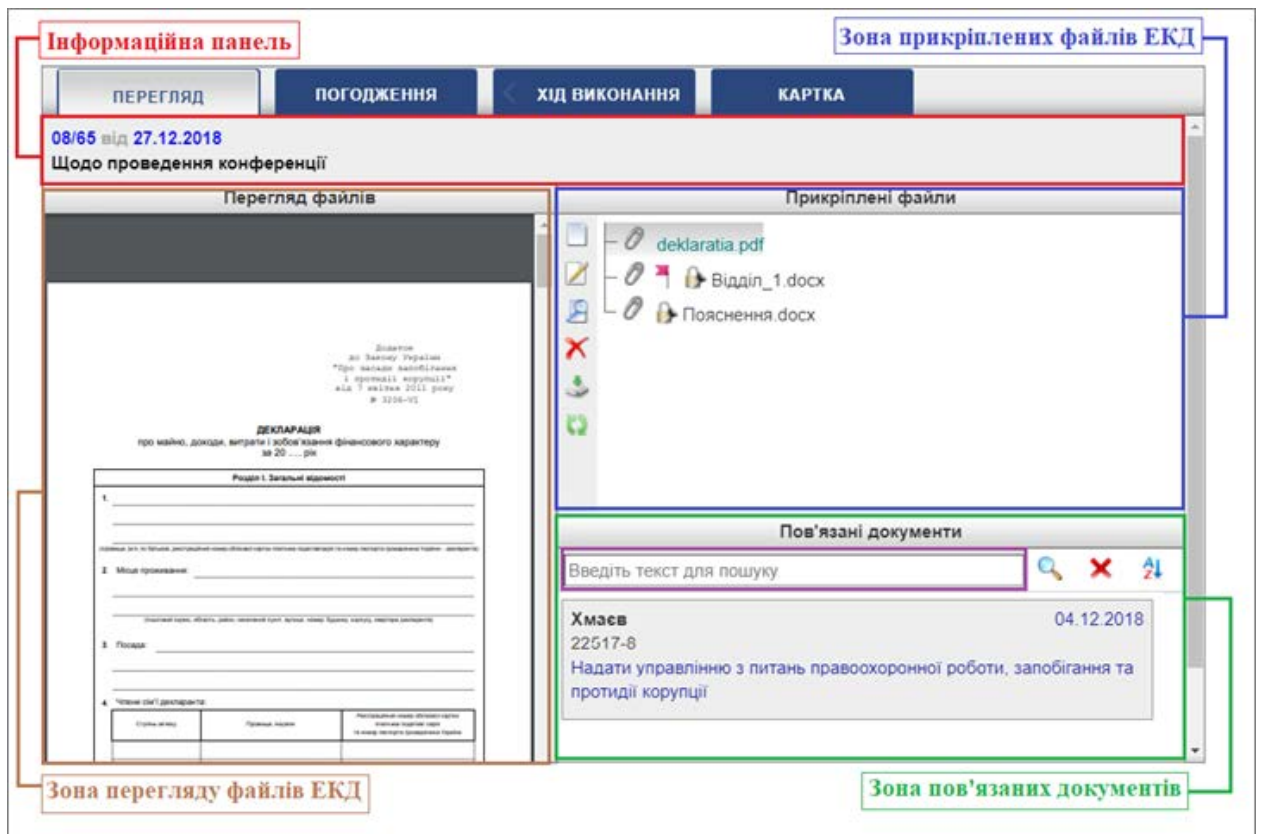 Інформаційна панель
Зона прикріплених файлів ЕКД
ПЕРЕГЛЯД
ПОГОДЖЕННЯ
ХІД ВИКОНАННЯ
КАРТКА
08/65 від 27.12.2018
Щодо проведення конференції
Перегляд файлів
Додаток
до Закону України
"Про засади запобігання
і протидії корупції"
від 7 квітня 2011 року
№ 3206-VI
ДЕКЛАРАЦІЯ
про майно, доходи, витрати і зобов'язання фінансового характеру
за 20 .... рік
Розділ I. Загальні відомості
1.
2. Місце проживання:
3. Посада:
4. Члени сім'ї декларанта:
Ступінь зв'язку
Прикріплені файли
deklaratia.pdf
Відділ_1.docx
Пояснення.docx
Пов'язані документи
Введіть текст для пошуку
Хмаєв 04.12.2018
22517-8
Надати управлінню з питань правоохоронної роботи, запобігання та
протидії корупції
Зона перегляду файлів ЕКД
Зона пов'язаних документів